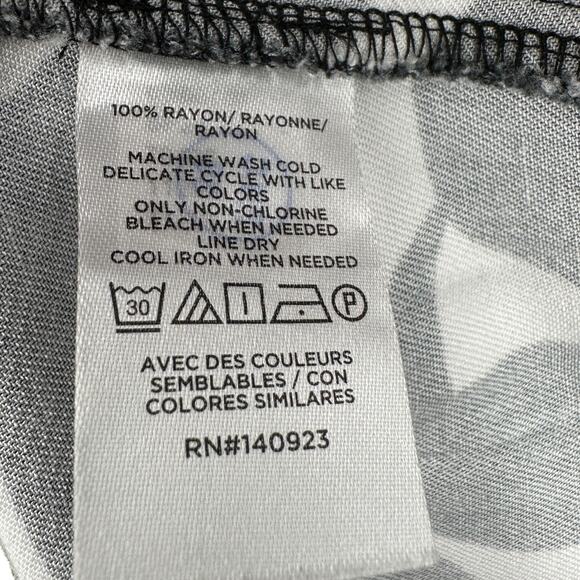 100% RAYON/ RAYONNE/
RAYÓN
MACHINE WASH COLD
DELICATE CYCLE WITH LIKE
COLORS
ONLY NON-CHLORINE
BLEACH WHEN NEEDED
LINE DRY
COOL IRON WHEN NEEDED
30 P
AVEC DES COULEURS
SEMBLABLES / CON
COLORES SIMILARES
RN#140923